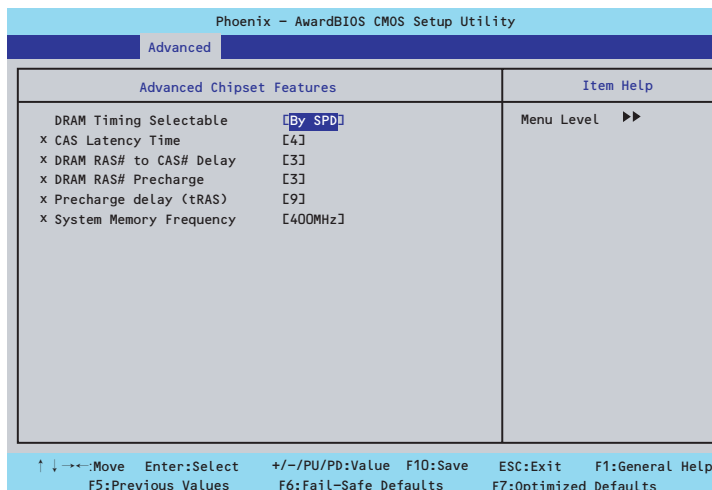 Phoenix – AwardBIOS CMOS Setup Utility
Advanced
Advanced Chipset Features
Item Help
DRAM Timing Selectable [By SPD]
Menu Level ▶▶
x CAS Latency Time [4]
x DRAM RAS# to CAS# Delay [3]
x DRAM RAS# Precharge [3]
x Precharge delay (tRAS) [9]
x System Memory Frequency [400MHz]
↑↓→←:Move Enter:Select +/-/PU/PD:Value F10:Save ESC:Exit F1:General Help
F5:Previous Values F6:Fail-Safe Defaults F7:Optimized Defaults